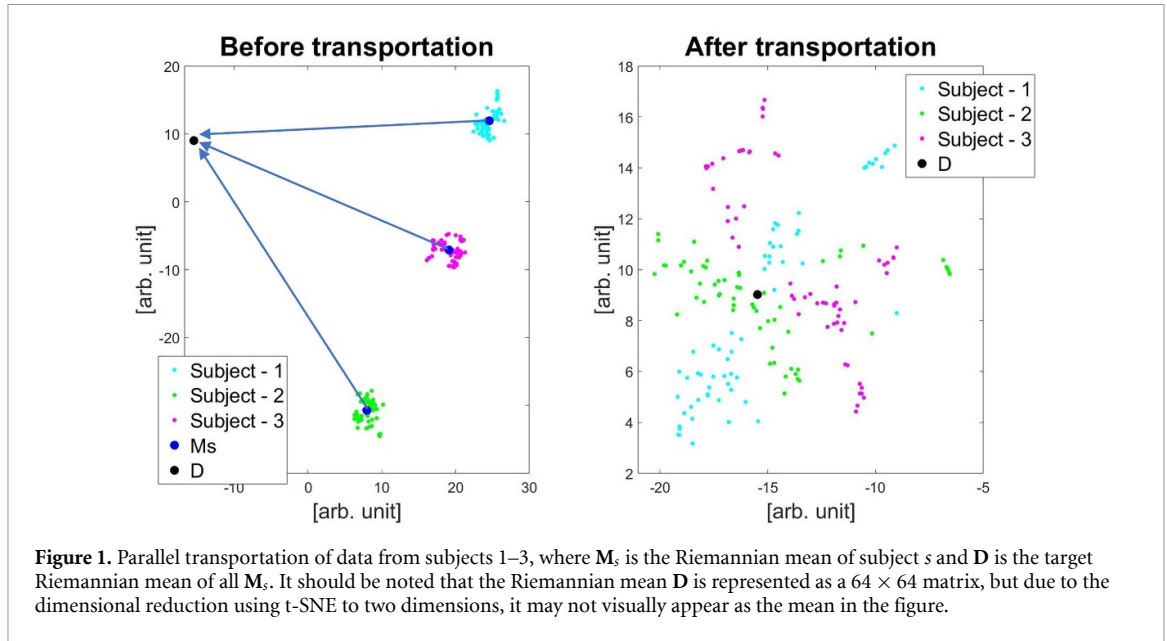 Before transportation
20
10
0
-10
-20
[arb. unit]
Subject - 1
Subject - 2
Subject - 3
Ms
D
-10
0
10
20
30
[arb. unit]
After transportation
18
16
14
12
10
8
6
4
2
[arb. unit]
Subject - 1
Subject - 2
Subject - 3
D
-20
-15
-10
-5
[arb. unit]
Figure 1. Parallel transportation of data from subjects 1–3, where Ms is the Riemannian mean of subject s and D is the target
Riemannian mean of all Ms. It should be noted that the Riemannian mean D is represented as a 64 × 64 matrix, but due to the
dimensional reduction using t-SNE to two dimensions, it may not visually appear as the mean in the figure.